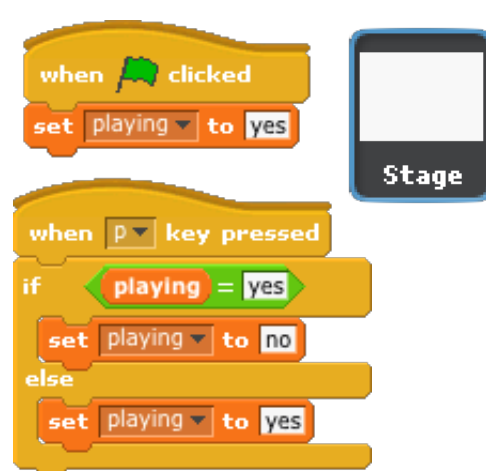 when clicked
set playing to yes
Stage
when p key pressed
if playing = yes
set playing to no
else
set playing to yes